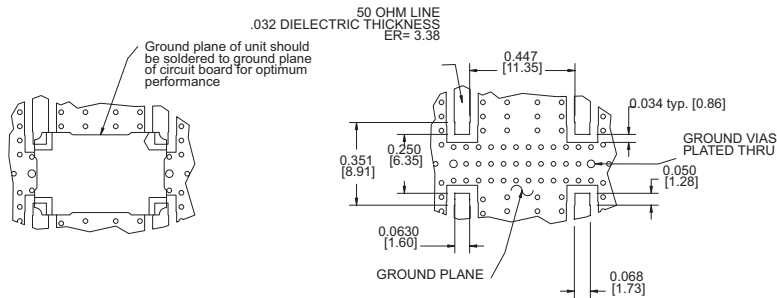 50 OHM LINE
.032 DIELECTRIC THICKNESS
ER= 3.38
Ground plane of unit should
be soldered to ground plane
of circuit board for optimum
performance
0.447
[11.35]
0.034 typ. [0.86]
GROUND VIAS
PLATED THRU
0.351
[8.91]
0.250
[6.35]
0.050
[1.28]
0.0630
[1.60]
GROUND PLANE
0.068
[1.73]